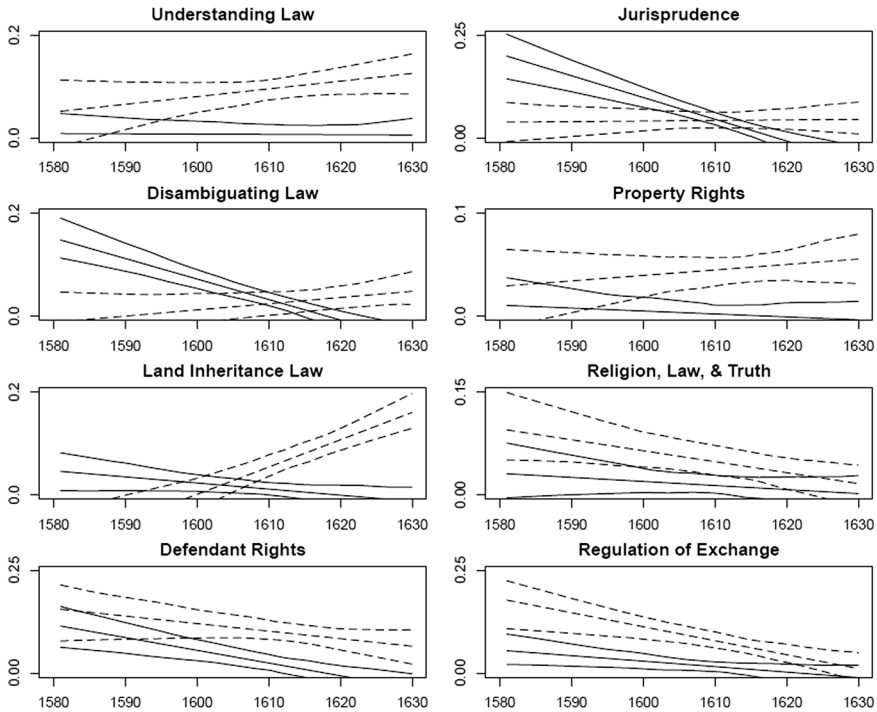 Understanding Law
0.2
0.0
1580 1590 1600 1610 1620 1630
Jurisprudence
0.25
0.00
1580 1590 1600 1610 1620 1630
Disambiguating Law
0.2
0.0
1580 1590 1600 1610 1620 1630
Property Rights
0.1
0.0
1580 1590 1600 1610 1620 1630
Land Inheritance Law
0.2
0.0
1580 1590 1600 1610 1620 1630
Religion, Law, & Truth
0.15
0.00
1580 1590 1600 1610 1620 1630
Defendant Rights
0.25
0.00
1580 1590 1600 1610 1620 1630
Regulation of Exchange
0.25
0.00
1580 1590 1600 1610 1620 1630